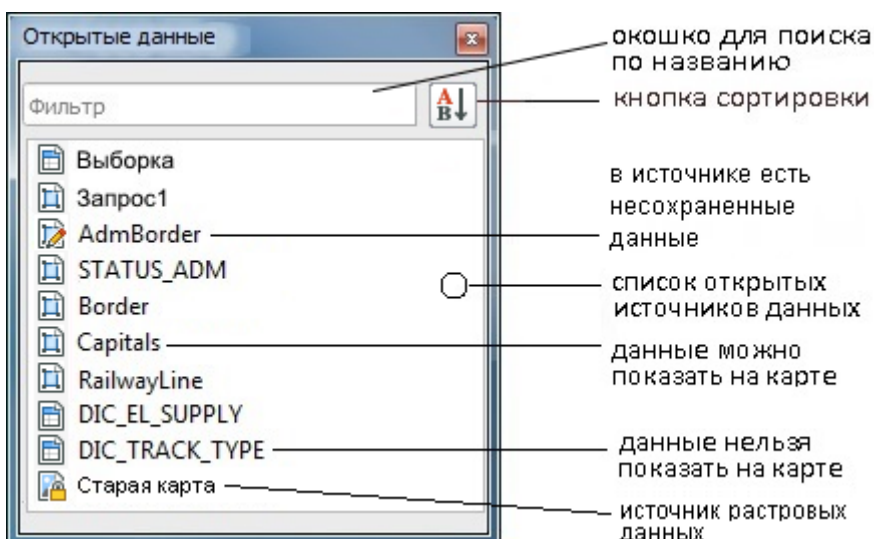 Открытые данные
окошко для поиска
по названию
Фильтр
A
B
кнопка сортировки
Выборка
Запрос1
AdmBorder
STATUS_ADM
Border
Capitals
RailwayLine
DIC_EL_SUPPLY
DIC_TRACK_TYPE
Старая карта
в источнике есть
несохраненные
данные
список открытых
источников данных
данные можно
показать на карте
данные нельзя
показать на карте
источник растровых
данных